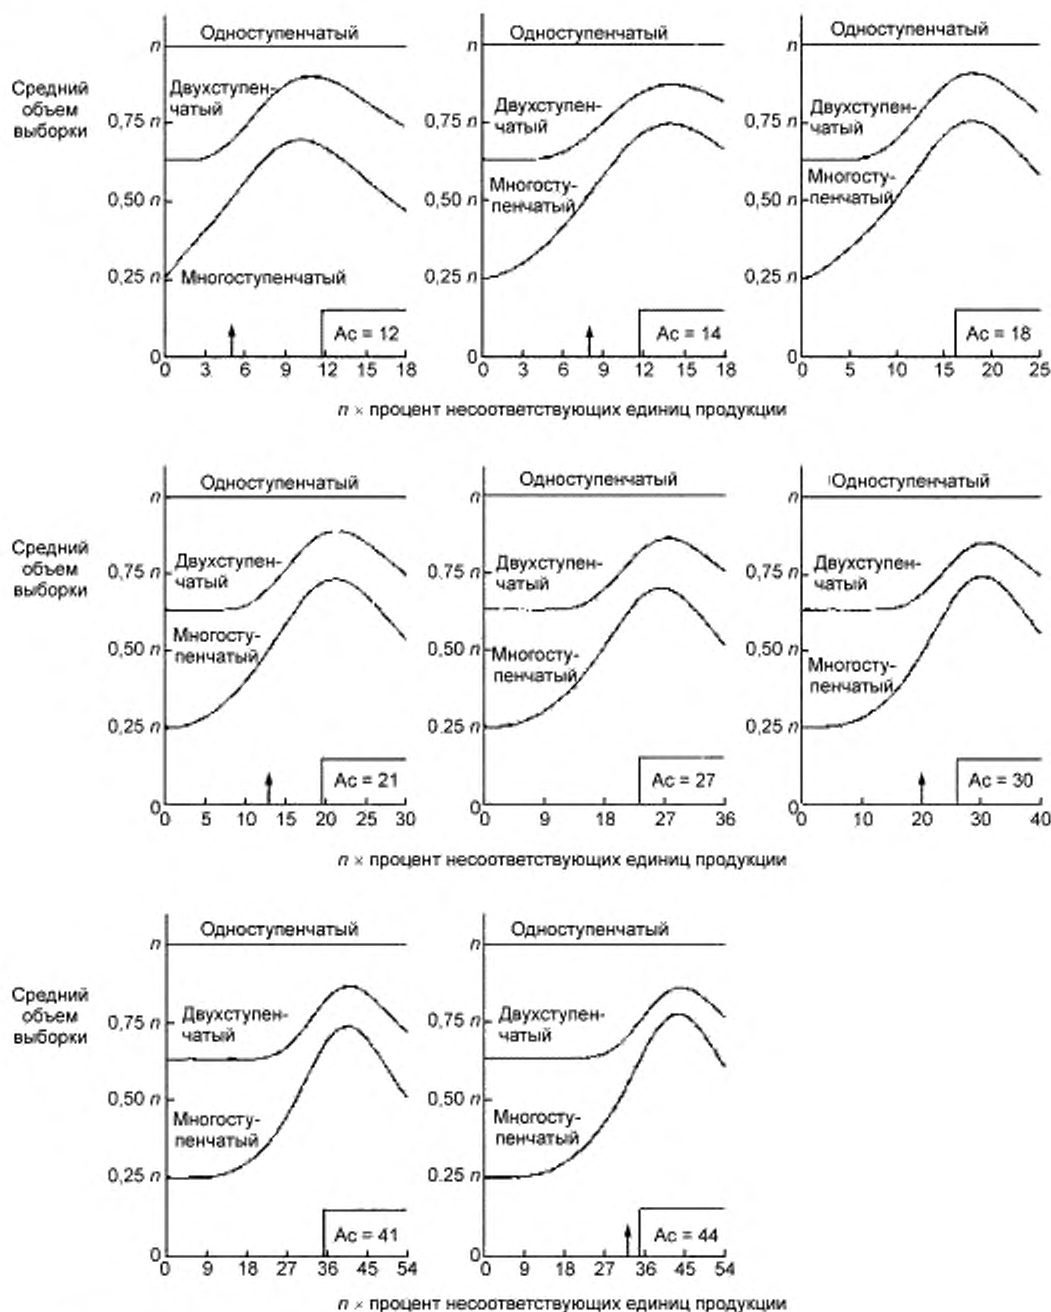 Одноступенчатый
n
Средний
объем
выборки
Двухступен-
чатый
0,75 n
0,50 n
0,25 n
Многоступенчатый
Ac = 12
0
0 3 6 9 12 15 18
Одноступенчатый
n
Двухступен-
чатый
0,75 n
Многосту-
пенчатый
0,50 n
0,25 n
Ac = 14
0
0 3 6 9 12 15 18
Одноступенчатый
n
Двухступен-
чатый
0,75 n
Многосту-
пенчатый
0,50 n
0,25 n
Ac = 18
0
0 5 10 15 20 25
n × процент несоответствующих единиц продукции
Одноступенчатый
n
Средний
объем
выборки
Двухступен-
чатый
0,75 n
Многосту-
пенчатый
0,50 n
0,25 n
Ac = 21
0
0 5 10 15 20 25 30
Одноступенчатый
n
Двухступен-
чатый
0,75 n
Многосту-
пенчатый
0,50 n
0,25 n
Ac = 27
0
0 9 18 27 36
Одноступенчатый
n
Двухступен-
чатый
0,75 n
Многосту-
пенчатый
0,50 n
0,25 n
Ac = 30
0
0 10 20 30 40
n × процент несоответствующих единиц продукции
Одноступенчатый
n
Средний
объем
выборки
Двухступен-
чатый
0,75 n
0,50 n
Многосту-
пенчатый
0,25 n
Ac = 41
0
0 9 18 27 36 45 54
Одноступенчатый
n
Двухступен-
чатый
0,75 n
0,50 n
Многосту-
пенчатый
0,25 n
Ac = 44
0
0 9 18 27 36 45 54
n × процент несоответствующих единиц продукции